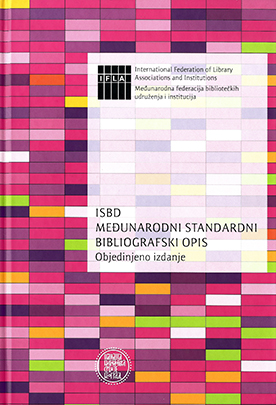 IFLA
International Federation of Library
Associations and Institutions
Međunarodna federacija bibliotečkih
udruženja i institucija
ISBD
MEĐUNARODNI STANDARDNI
BIBLIOGRAFSKI OPIS
Objedinjeno izdanje